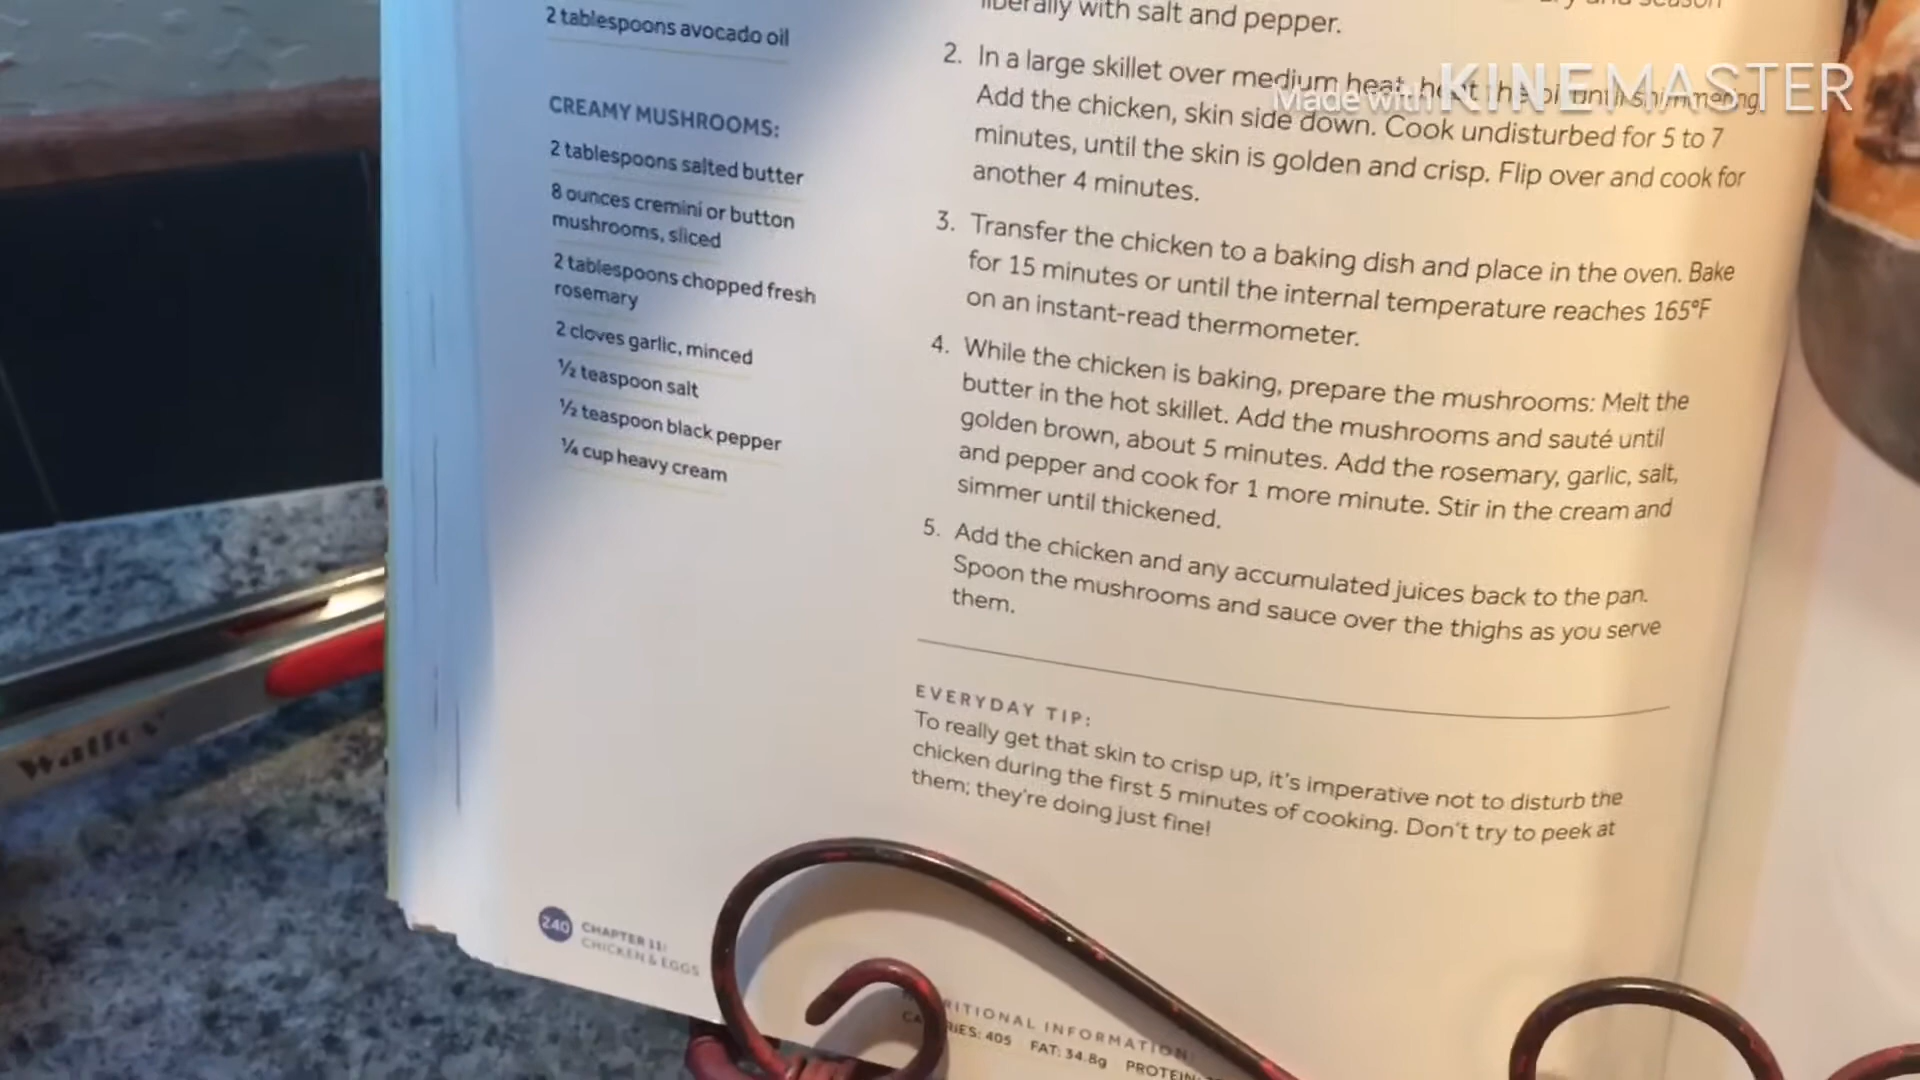 2 tablespoons avocado oil
CREAMY MUSHROOMS:
2 tablespoons salted butter
8 ounces cremini or button
mushrooms, sliced
2 tablespoons chopped fresh
rosemary
2 cloves garlic, minced
½ teaspoon salt
½ teaspoon black pepper
¼ cup heavy cream
liberally with salt and pepper.
2. In a large skillet over medium heat, heat the oil until shimmering.
Add the chicken, skin side down. Cook undisturbed for 5 to 7
minutes, until the skin is golden and crisp. Flip over and cook for
another 4 minutes.
3. Transfer the chicken to a baking dish and place in the oven. Bake
for 15 minutes or until the internal temperature reaches 165°F
on an instant-read thermometer.
4. While the chicken is baking, prepare the mushrooms: Melt the
butter in the hot skillet. Add the mushrooms and sauté until
golden brown, about 5 minutes. Add the rosemary, garlic, salt,
and pepper and cook for 1 more minute. Stir in the cream and
simmer until thickened.
5. Add the chicken and any accumulated juices back to the pan.
Spoon the mushrooms and sauce over the thighs as you serve
them.
EVERYDAY TIP:
To really get that skin to crisp up, it's imperative not to disturb the
chicken during the first 5 minutes of cooking. Don't try to peek at
them; they're doing just fine!
240 CHAPTER 11:
CHICKEN & EGGS
INFORMATION:
405 FAT: 34.8g PROTEIN:
Made with KINEMASTER